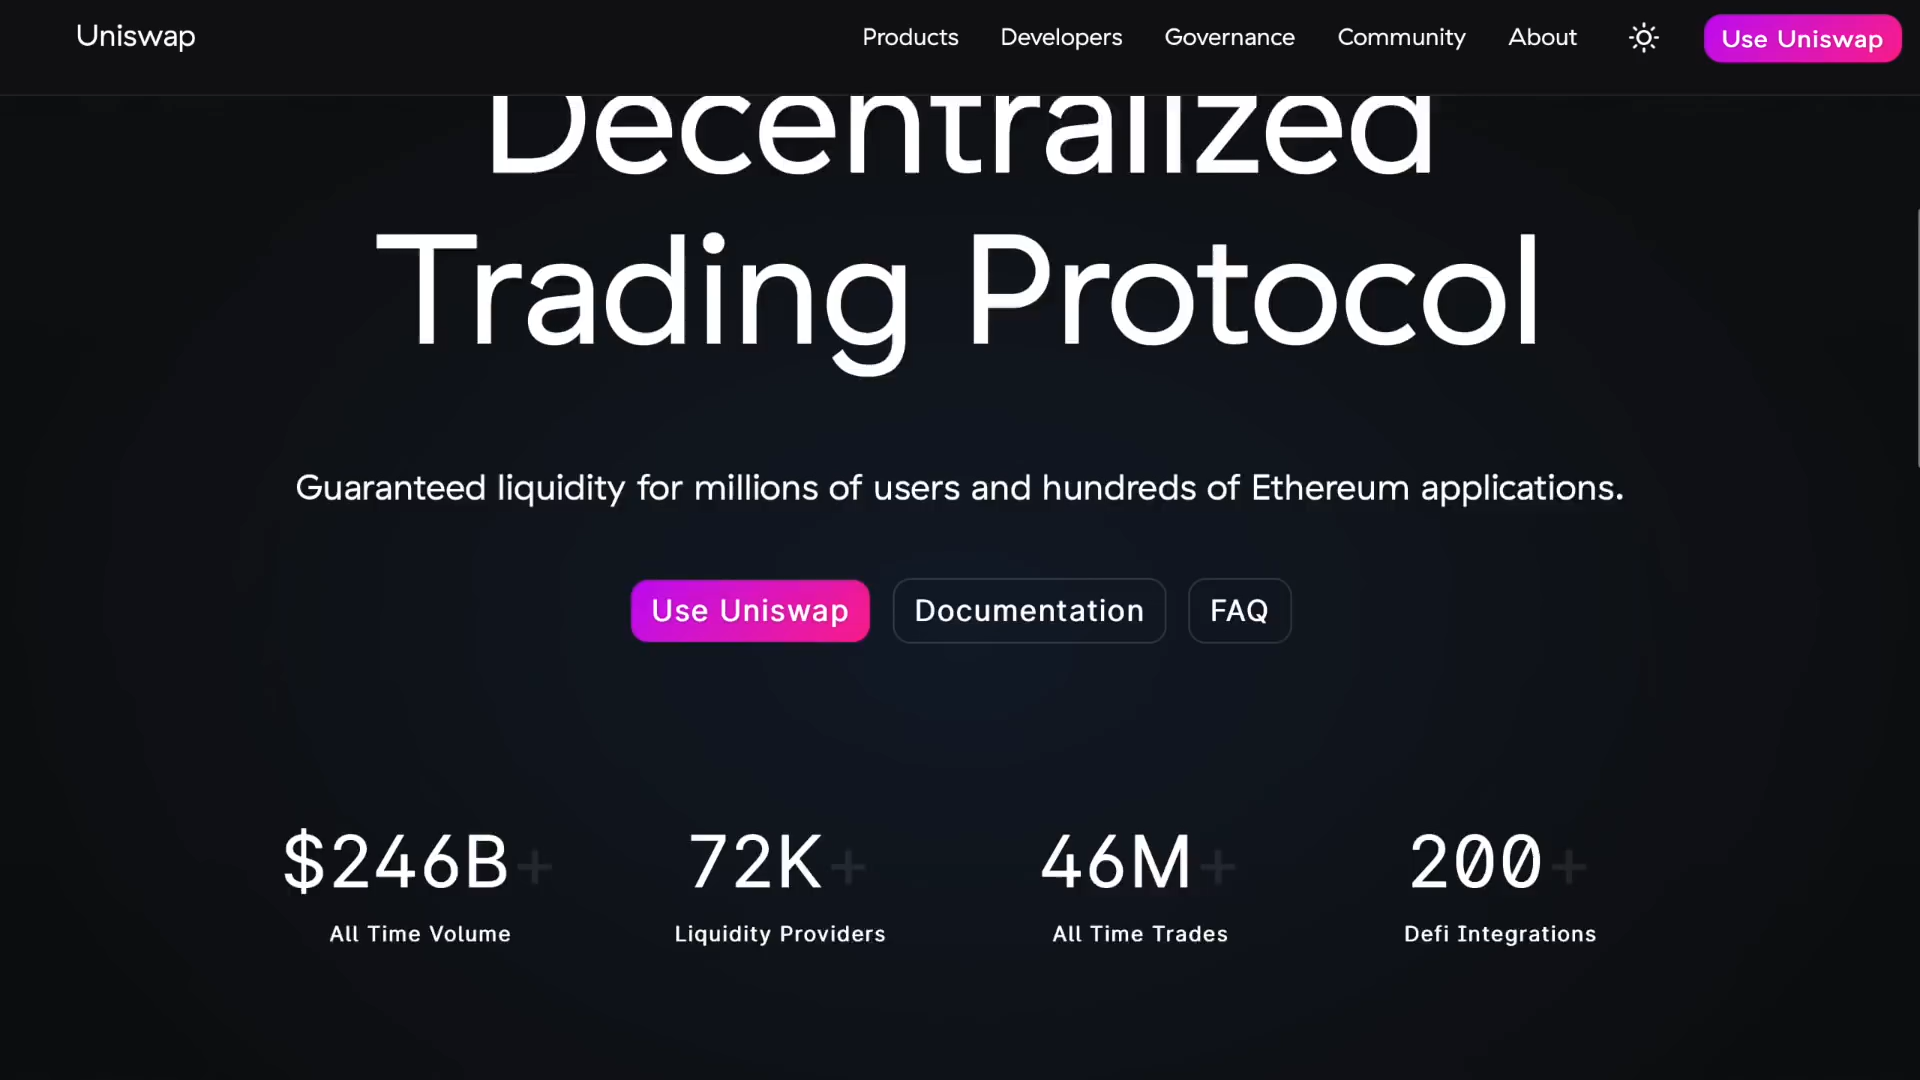 Uniswap
Products Developers Governance Community About Use Uniswap
Decentralized
Trading Protocol
Guaranteed liquidity for millions of users and hundreds of Ethereum applications.
Use Uniswap Documentation FAQ
$246B+ 72K+ 46M+ 200+
All Time Volume Liquidity Providers All Time Trades Defi Integrations